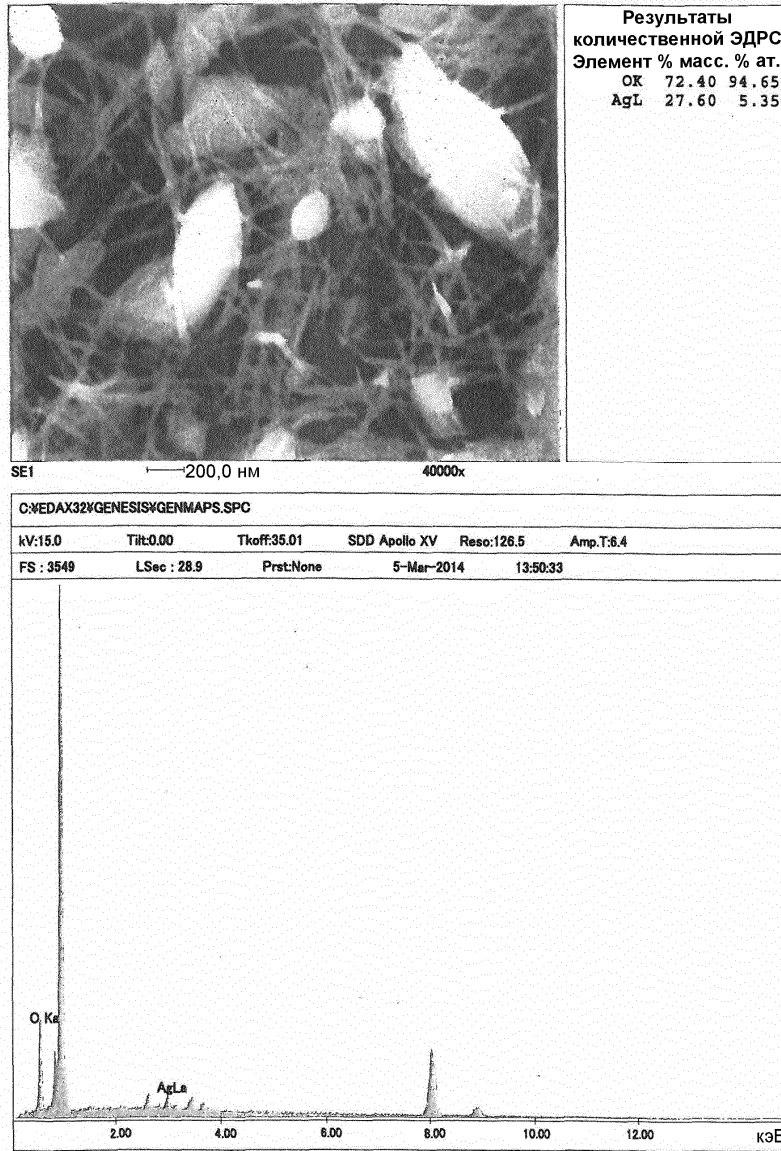 Результаты
количественной ЭДРС
Элемент % масс. % ат.
OK 72.40 94.65
AgL 27.60 5.35
SE1 200,0 нм 40000x
C:¥EDAX32¥GENESIS¥GENMAPS.SPC
kV:15.0 Tilt:0.00 Tkoff:35.01 SDD Apollo XV Reso:126.5 Amp.T:6.4
FS : 3549 LSec : 28.9 Prst:None 5-Mar-2014 13:50:33
O Ka
AgLa
2.00 4.00 6.00 8.00 10.00 12.00 кэВ